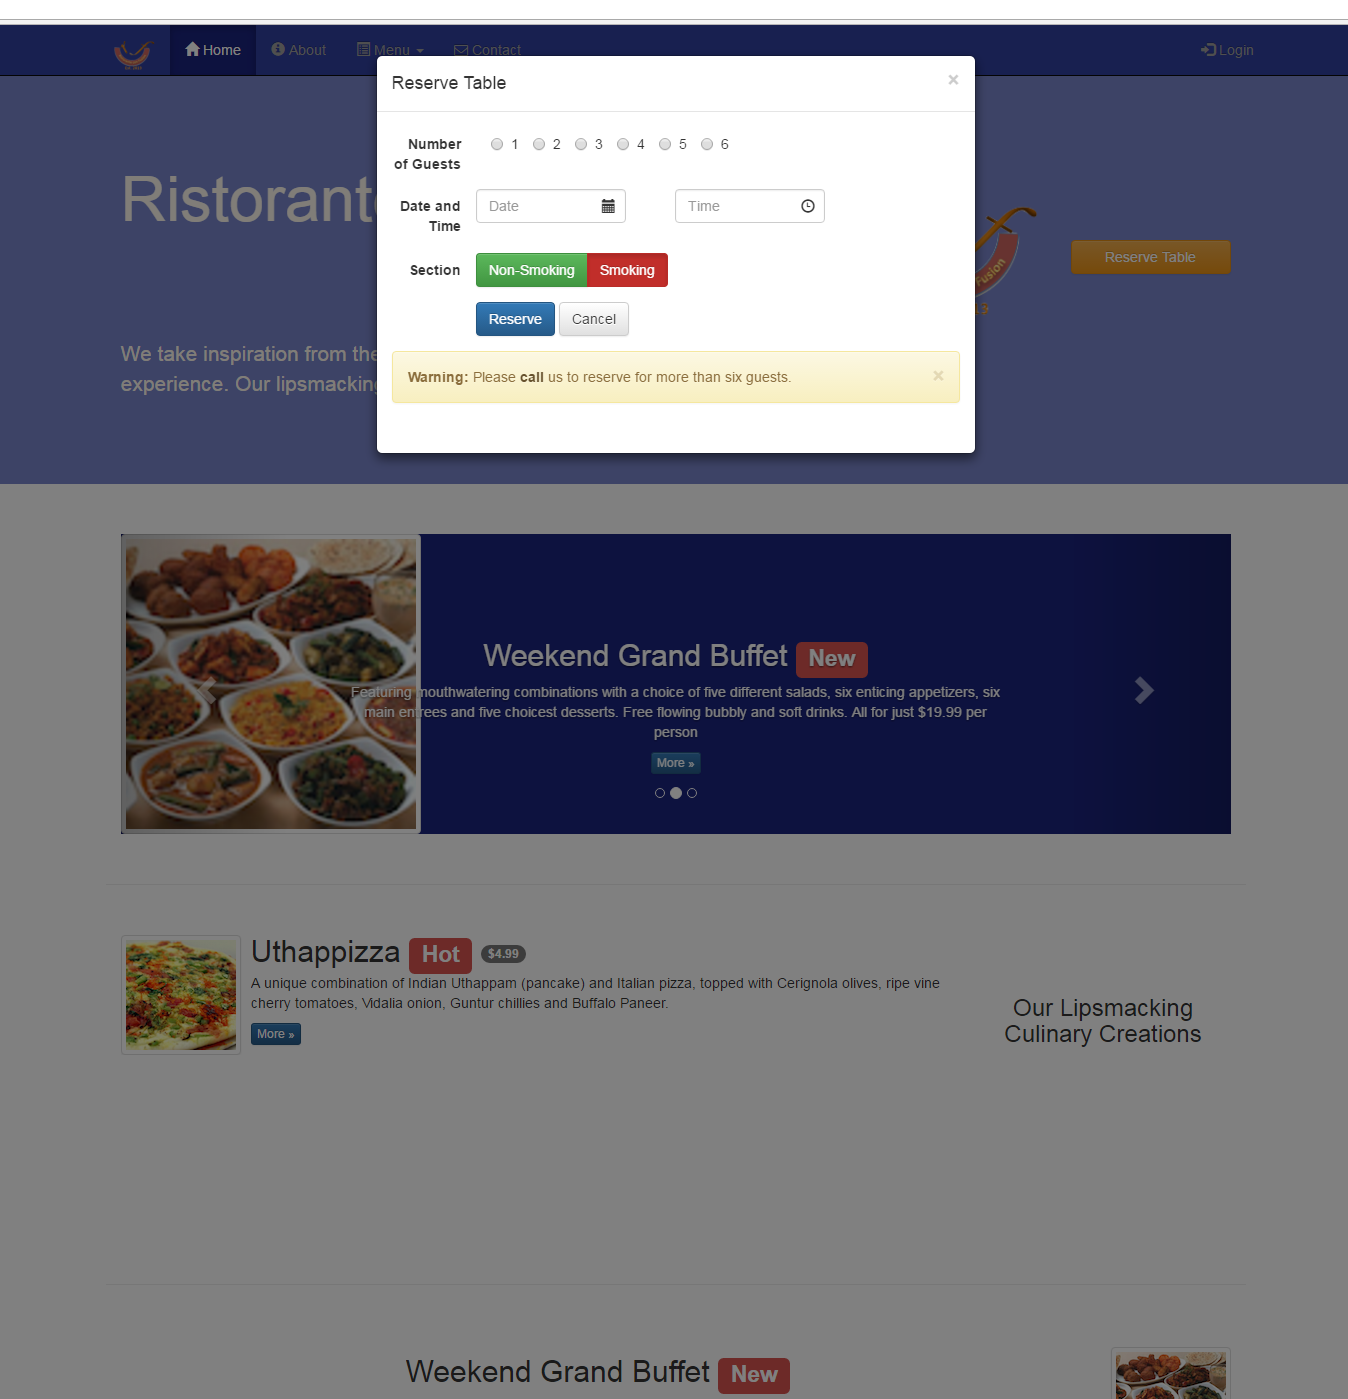 Home About Menu Contact Login
Reserve Table ×
Number of Guests 1 2 3 4 5 6
Date and Time Date Time
Section Non-Smoking Smoking
Reserve Cancel
Warning: Please call us to reserve for more than six guests. ×
Fusion
Reserve Table
We take inspiration from the
experience. Our lipsmacking
Weekend Grand Buffet New
Featuring mouthwatering combinations with a choice of five different salads, six enticing appetizers, six
main entrees and five choicest desserts. Free flowing bubbly and soft drinks. All for just $19.99 per
person
More »
Uthappizza Hot $4.99
A unique combination of Indian Uthappam (pancake) and Italian pizza, topped with Cerignola olives, ripe vine
cherry tomatoes, Vidalia onion, Guntur chillies and Buffalo Paneer.
More »
Our Lipsmacking
Culinary Creations
Weekend Grand Buffet New